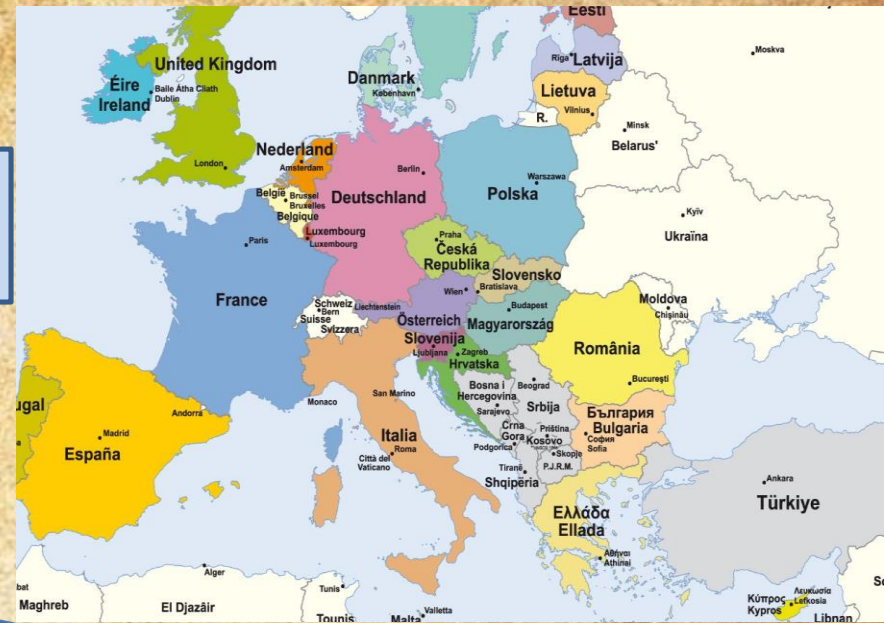 Eesti
Moskva
Riga
Latvija
United Kingdom
Danmark
København
Éire
Ireland
Baile Átha Cliath
Dublin
Lietuva
Vilnius
R.
Minsk
Belarus'
Nederland
Amsterdam
London
Berlin
Deutschland
Warszawa
Polska
België
Brussel
Bruxelles
Belgique
Luxembourg
Luxembourg
Kyïv
Ukraïna
Paris
Praha
Česká
Republika
Slovensko
Bratislava
France
Wien
Schweiz
Bern
Suisse
Svizzera
Liechtenstein
Österreich
Budapest
Magyarország
Moldova
Chişinău
Slovenija
Ljubljana
Zagreb
Hrvatska
România
Bucureşti
Bosna i
Hercegovina
Sarajevo
Beograd
Srbija
Monaco
San Marino
Andorra
ugal
Madrid
España
Italia
Roma
Città del
Vaticano
Crna
Gora
Podgorica
Priština
Kosovo
България
Bulgaria
София
Sofia
Skopje
P.J.R.M.
Tiranë
Shqipëria
Ankara
Türkiye
Ελλάδα
Ellada
Αθήναι
Athinai
Alger
Tunis
bat
Maghreb
El Djazâir
Tounis
Valletta
Malta
Κύπρος
Kypros
Λευκωσία
Lefkosia
Libnan